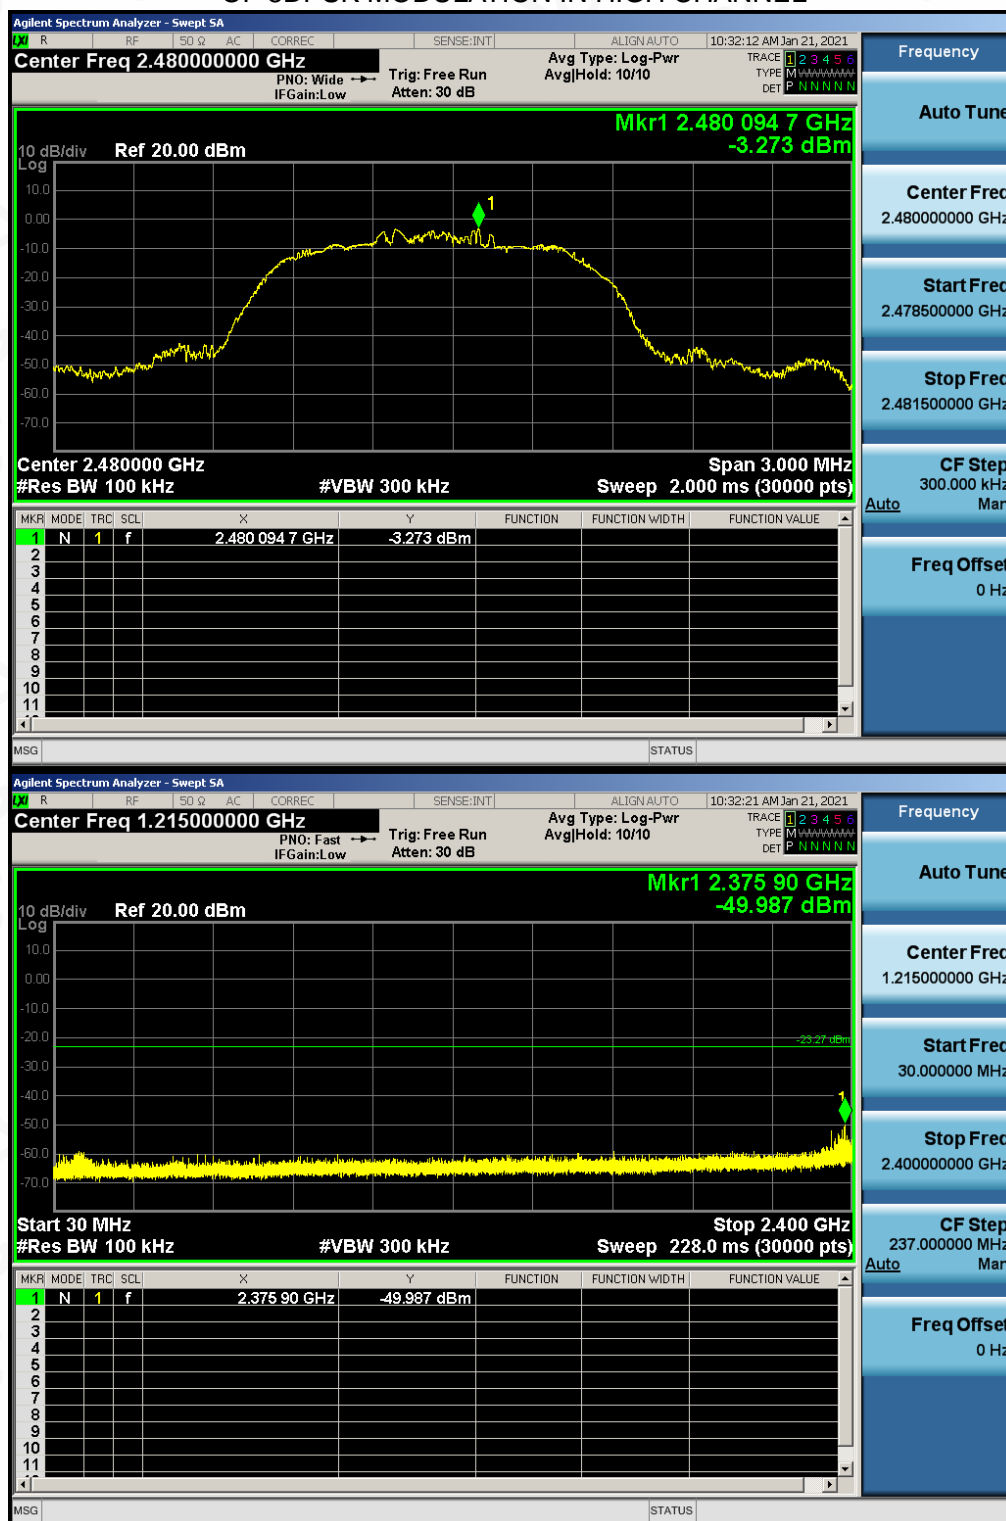 OF 8DPSK MODULATION IN HIGH CHANNEL
Agilent Spectrum Analyzer - Swept SA
LXI R RF 50 Ω AC CORREC SENSE:INT ALIGN AUTO 10:32:12 AM Jan 21, 2021
Center Freq 2.480000000 GHz
PNO: Wide
IFGain:Low
Trig: Free Run
Atten: 30 dB
Avg Type: Log-Pwr
Avg|Hold: 10/10
TRACE 1 2 3 4 5 6
TYPE M WWWWW
DET P N N N N N
Mkr1 2.480 094 7 GHz
-3.273 dBm
10 dB/div Ref 20.00 dBm
Log
10.0
0.00
-10.0
-20.0
-30.0
-40.0
-50.0
-60.0
-70.0
1
Center 2.480000 GHz Span 3.000 MHz
#Res BW 100 kHz #VBW 300 kHz Sweep 2.000 ms (30000 pts)
MKR MODE TRC SCL X Y FUNCTION FUNCTION WIDTH FUNCTION VALUE
1 N 1 f 2.480 094 7 GHz -3.273 dBm
2
3
4
5
6
7
8
9
10
11
MSG STATUS
Frequency
Auto Tune
Center Freq
2.480000000 GHz
Start Freq
2.478500000 GHz
Stop Freq
2.481500000 GHz
CF Step
300.000 kHz
Auto Man
Freq Offset
0 Hz
Agilent Spectrum Analyzer - Swept SA
LXI R RF 50 Ω AC CORREC SENSE:INT ALIGN AUTO 10:32:21 AM Jan 21, 2021
Center Freq 1.215000000 GHz
PNO: Fast
IFGain:Low
Trig: Free Run
Atten: 30 dB
Avg Type: Log-Pwr
Avg|Hold: 10/10
TRACE 1 2 3 4 5 6
TYPE M WWWWW
DET P N N N N N
Mkr1 2.375 90 GHz
-49.987 dBm
10 dB/div Ref 20.00 dBm
Log
10.0
0.00
-10.0
-20.0
-30.0
-40.0
-50.0
-60.0
-70.0
-23.27 dBm
1
Start 30 MHz Stop 2.400 GHz
#Res BW 100 kHz #VBW 300 kHz Sweep 228.0 ms (30000 pts)
MKR MODE TRC SCL X Y FUNCTION FUNCTION WIDTH FUNCTION VALUE
1 N 1 f 2.375 90 GHz -49.987 dBm
2
3
4
5
6
7
8
9
10
11
MSG STATUS
Frequency
Auto Tune
Center Freq
1.215000000 GHz
Start Freq
30.000000 MHz
Stop Freq
2.400000000 GHz
CF Step
237.000000 MHz
Auto Man
Freq Offset
0 Hz